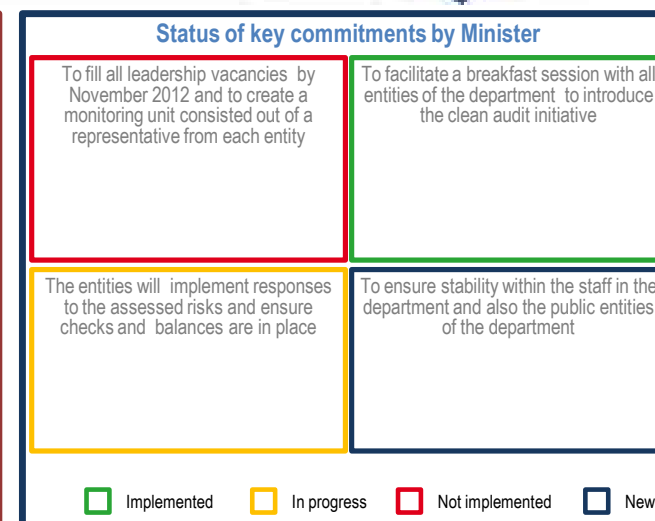 Status of key commitments by Minister
To fill all leadership vacancies by
November 2012 and to create a
monitoring unit consisted out of a
representative from each entity
To facilitate a breakfast session with all
entities of the department to introduce
the clean audit initiative
The entities will implement responses
to the assessed risks and ensure
checks and balances are in place
To ensure stability within the staff in the
department and also the public entities
of the department
Implemented In progress Not implemented New